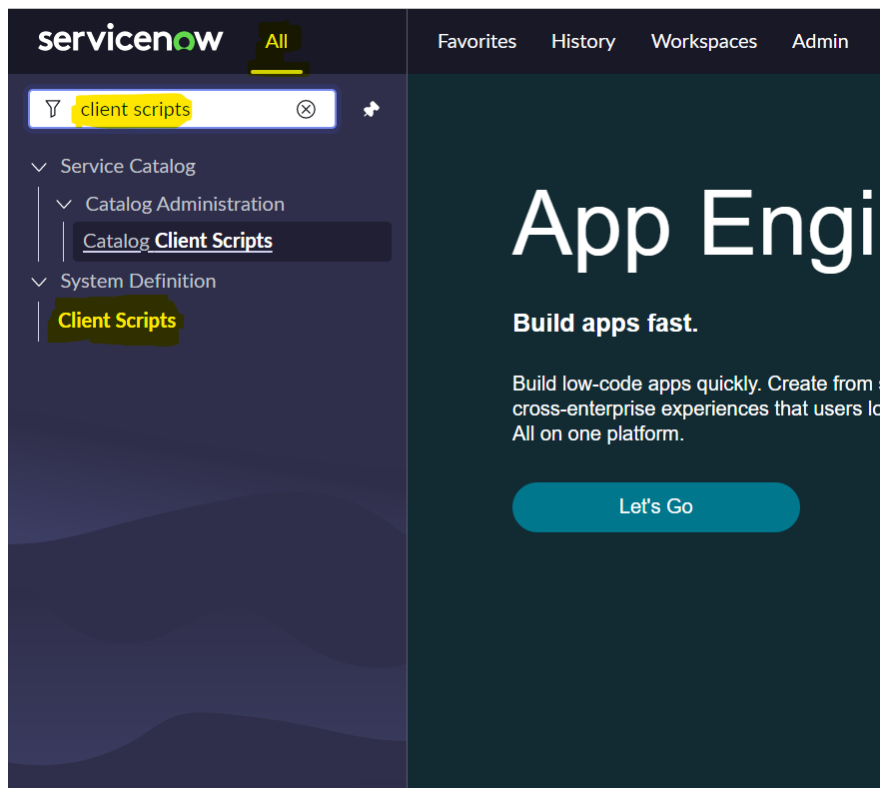 servicenow All Favorites History Workspaces Admin
client scripts
Service Catalog
Catalog Administration
Catalog Client Scripts
System Definition
Client Scripts
App Engi
Build apps fast.
Build low-code apps quickly. Create from
cross-enterprise experiences that users lo
All on one platform.
Let's Go